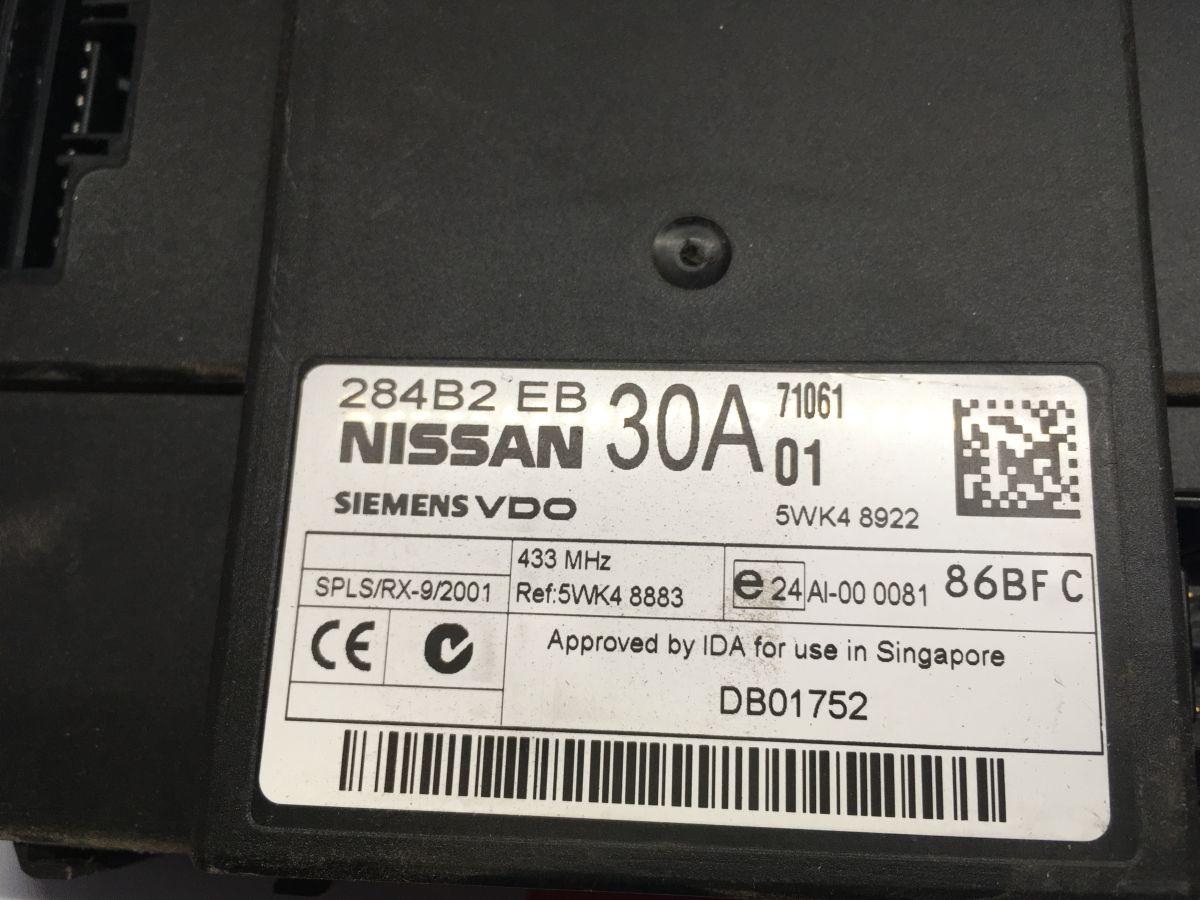 284B2 EB 30A 71061
NISSAN 01
SIEMENS VDO 5WK4 8922
433 MHz
SPLS/RX-9/2001 Ref:5WK4 8883 e 24 AI-00 0081 86BF C
CE Approved by IDA for use in Singapore
DB01752